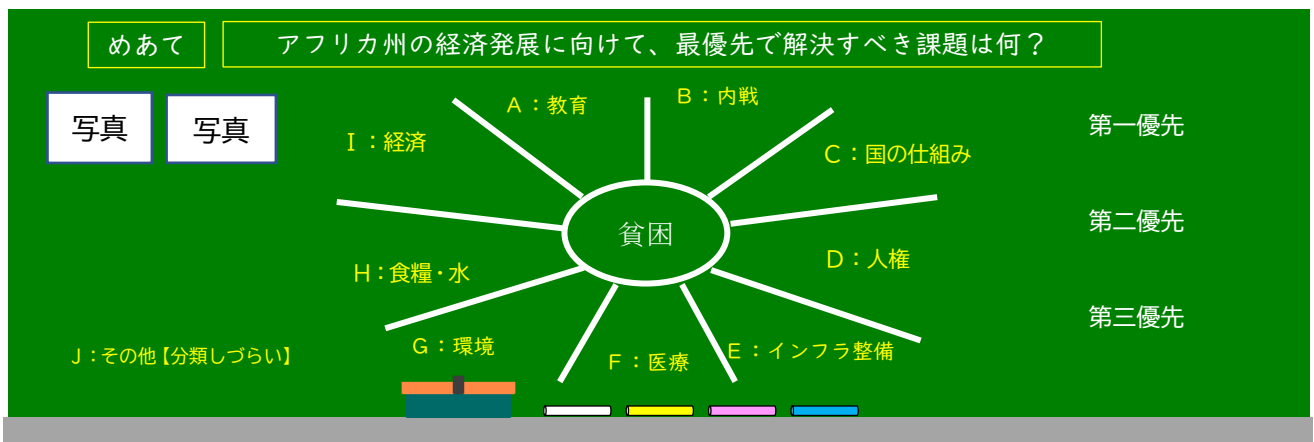 めあて
アフリカ州の経済発展に向けて、最優先で解決すべき課題は何？
写真
写真
Ａ：教育
Ｂ：内戦
Ｃ：国の仕組み
Ｄ：人権
Ｅ：インフラ整備
Ｆ：医療
Ｇ：環境
Ｈ：食糧・水
Ｉ：経済
Ｊ：その他【分類しづらい】
貧困
第一優先
第二優先
第三優先